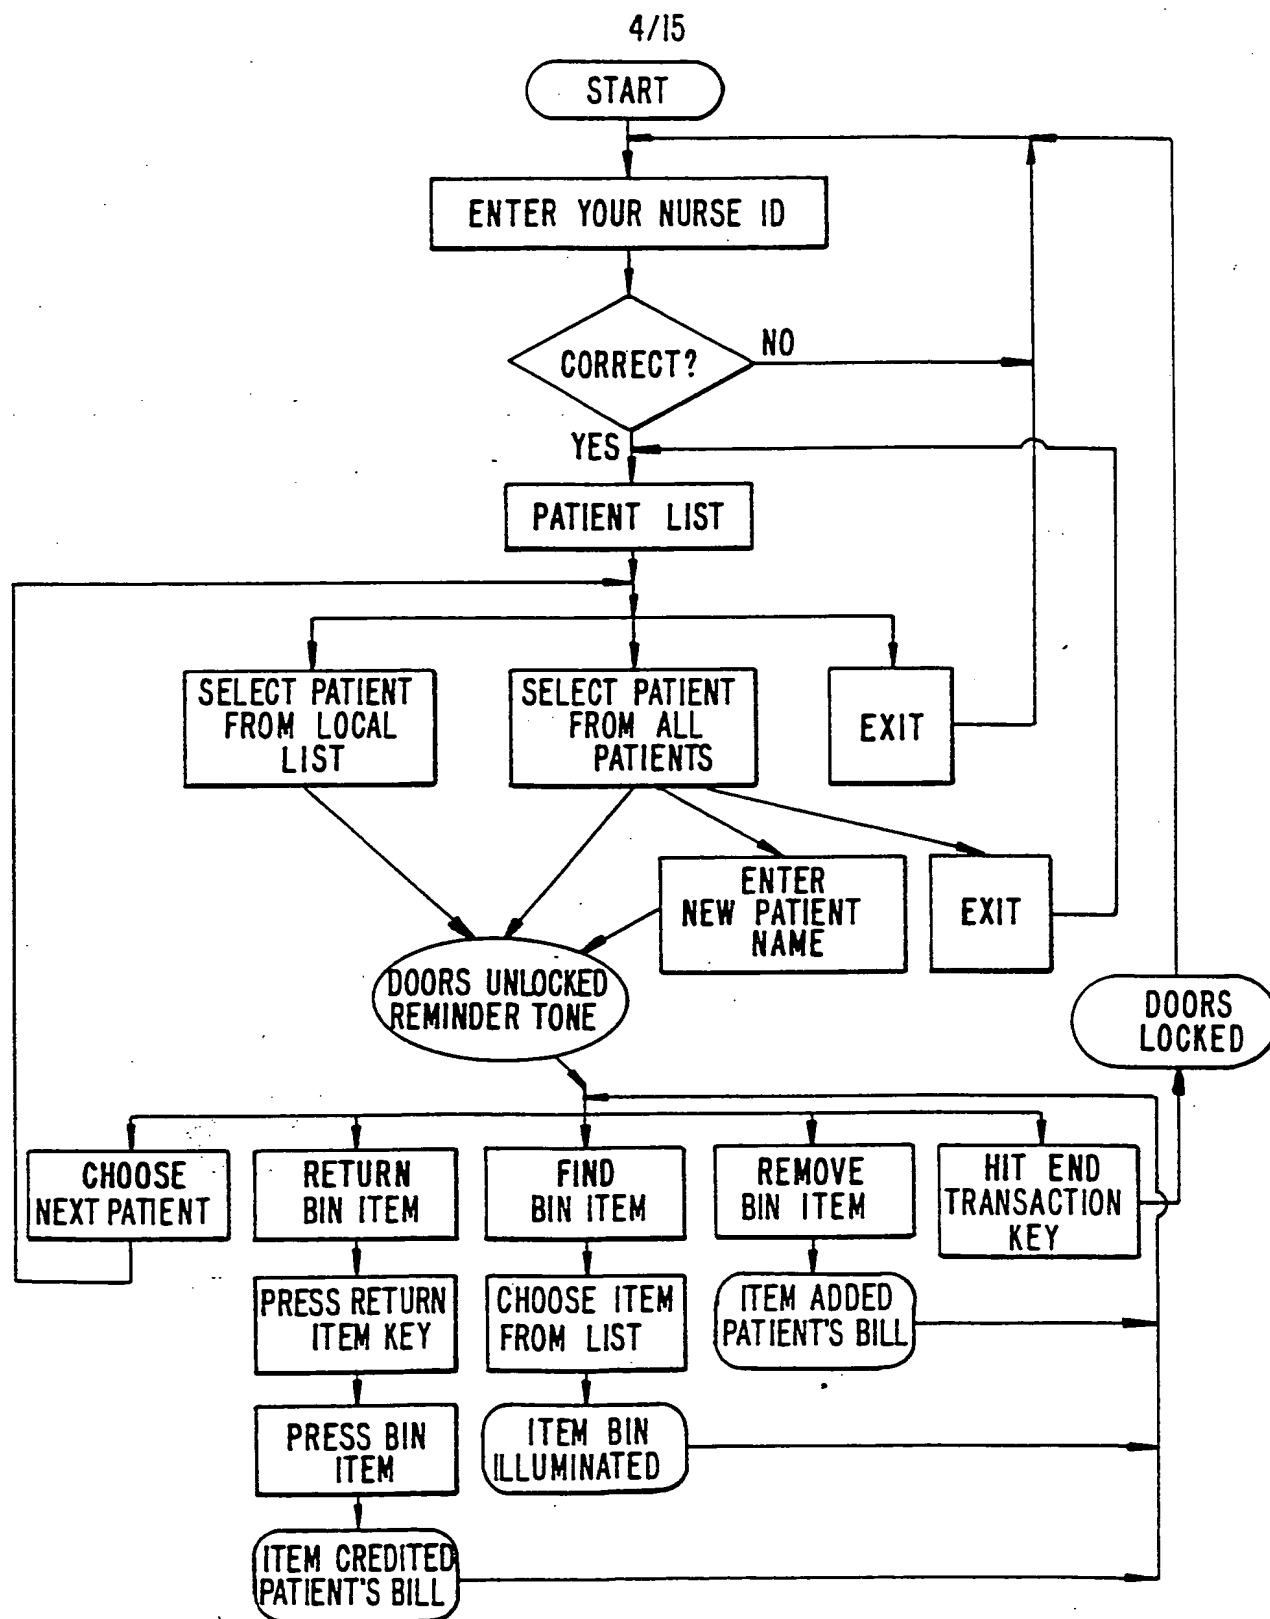 4/15
START
ENTER YOUR NURSE ID
CORRECT?
NO
YES
PATIENT LIST
SELECT PATIENT
FROM LOCAL
LIST
SELECT PATIENT
FROM ALL
PATIENTS
EXIT
ENTER
NEW PATIENT
NAME
EXIT
DOORS UNLOCKED
REMINDER TONE
DOORS
LOCKED
CHOOSE
NEXT PATIENT
RETURN
BIN ITEM
FIND
BIN ITEM
REMOVE
BIN ITEM
HIT END
TRANSACTION
KEY
PRESS RETURN
ITEM KEY
CHOOSE ITEM
FROM LIST
ITEM ADDED
PATIENT'S BILL
PRESS BIN
ITEM
ITEM BIN
ILLUMINATED
ITEM CREDITED
PATIENT'S BILL